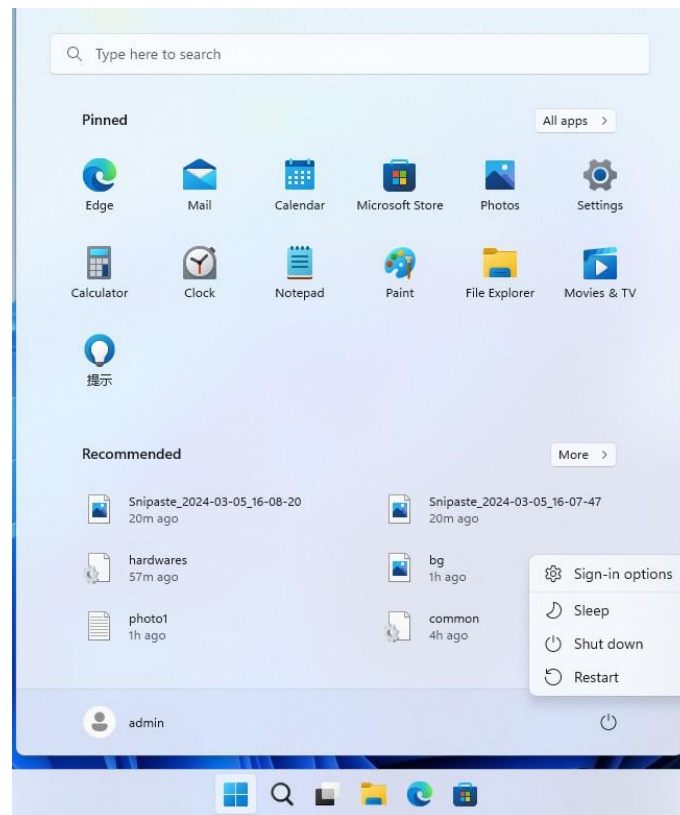 Type here to search
Pinned
All apps >
Edge
Mail
Calendar
Microsoft Store
Photos
Settings
Calculator
Clock
Notepad
Paint
File Explorer
Movies & TV
提示
Recommended
More >
Snipaste_2024-03-05_16-08-20
20m ago
Snipaste_2024-03-05_16-07-47
20m ago
hardwares
57m ago
bg
1h ago
photo1
1h ago
common
4h ago
Sign-in options
Sleep
Shut down
Restart
admin